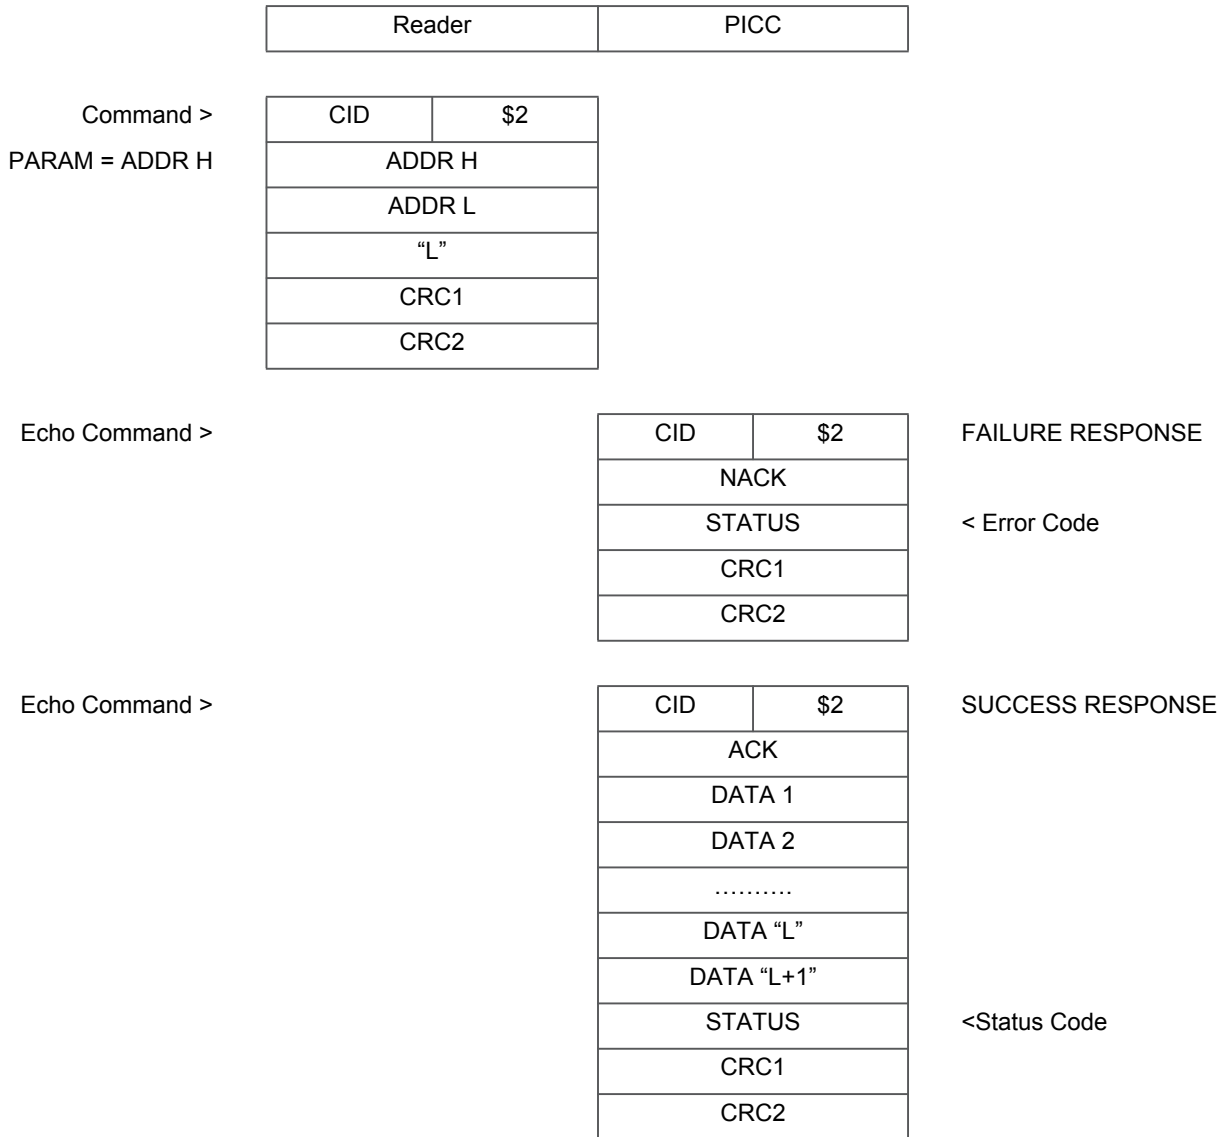 Reader PICC
Command > CID $2
PARAM = ADDR H ADDR H
ADDR L
“L”
CRC1
CRC2
Echo Command > CID $2 FAILURE RESPONSE
NACK
STATUS < Error Code
CRC1
CRC2
Echo Command > CID $2 SUCCESS RESPONSE
ACK
DATA 1
DATA 2
……….
DATA “L”
DATA “L+1”
STATUS <Status Code
CRC1
CRC2